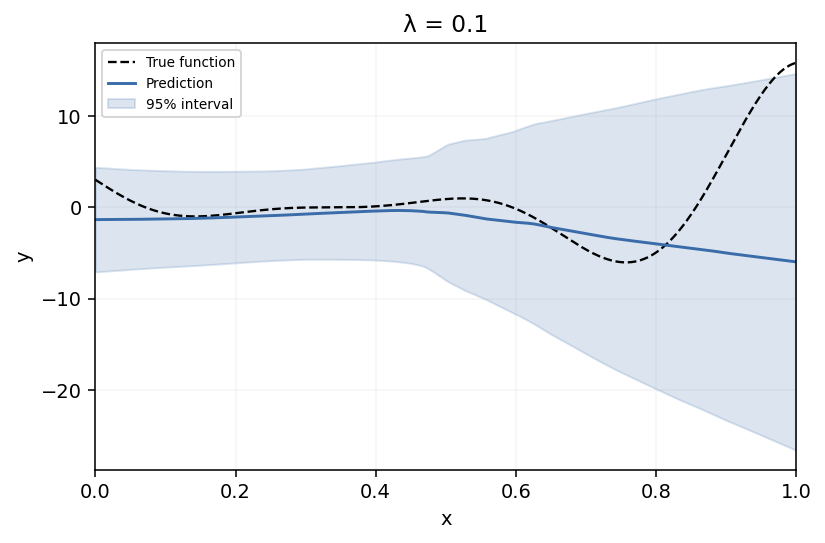 λ = 0.1
True function
Prediction
95% interval
10
0
−10
−20
y
0.0 0.2 0.4 0.6 0.8 1.0
x